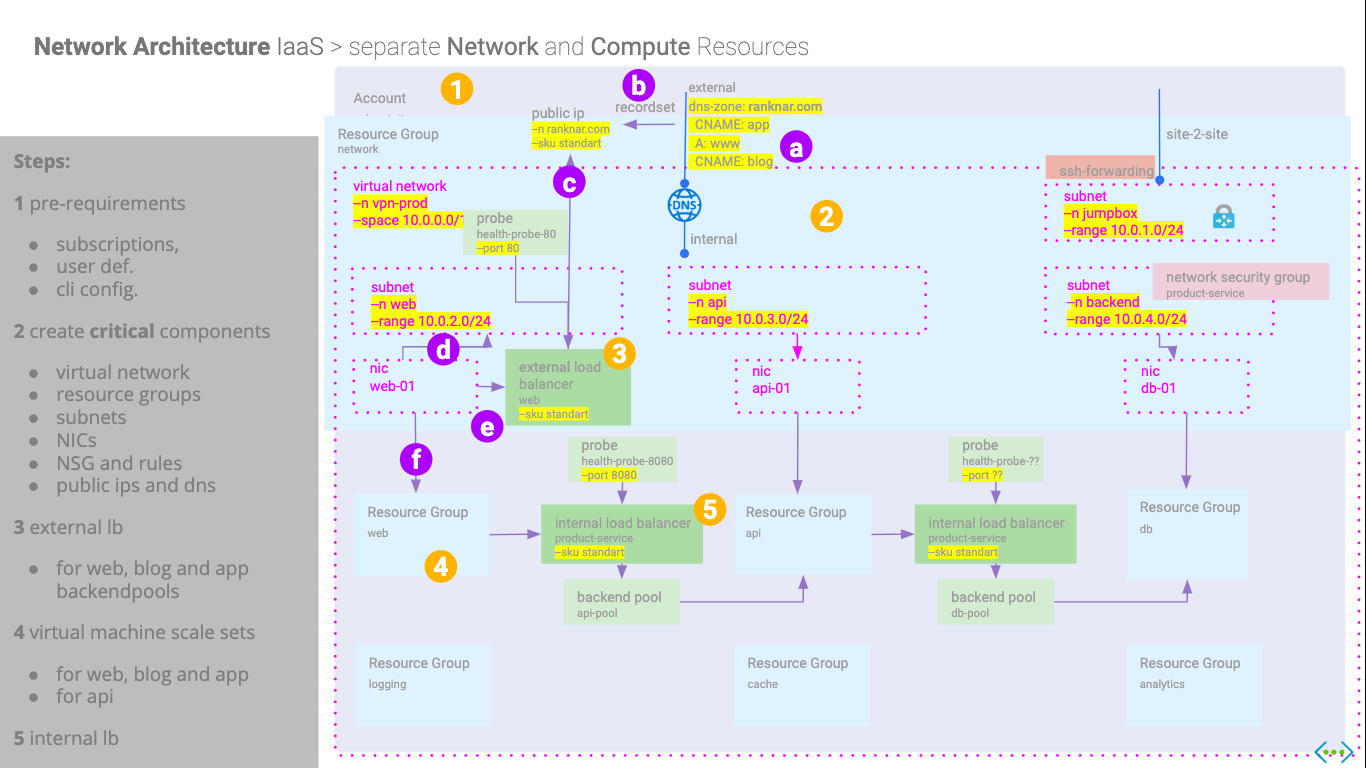 Network Architecture IaaS > separate Network and Compute Resources
Steps:
1 pre-requirements
● subscriptions,
● user def.
● cli config.
2 create critical components
● virtual network
● resource groups
● subnets
● NICs
● NSG and rules
● public ips and dns
3 external lb
● for web, blog and app
backendpools
4 virtual machine scale sets
● for web, blog and app
● for api
5 internal lb
Account
1
b
recordset
external
dns-zone: ranknar.com
CNAME: app
A: www
CNAME: blog
a
public ip
–n ranknar.com
–sku standart
Resource Group
network
site-2-site
ssh-forwarding
c
virtual network
–n vpn-prod
–space 10.0.0.0/1
probe
health-probe-80
–port 80
DNS
internal
2
subnet
–n jumpbox
–range 10.0.1.0/24
subnet
–n web
–range 10.0.2.0/24
subnet
–n api
–range 10.0.3.0/24
subnet
–n backend
–range 10.0.4.0/24
network security group
product-service
d
nic
web-01
external load
balancer
web
–sku standart
3
nic
api-01
nic
db-01
e
f
probe
health-probe-8080
–port 8080
probe
health-probe-??
–port ??
Resource Group
web
4
internal load balancer
product-service
–sku standart
5
Resource Group
api
internal load balancer
product-service
–sku standart
Resource Group
db
backend pool
api-pool
backend pool
db-pool
Resource Group
logging
Resource Group
cache
Resource Group
analytics